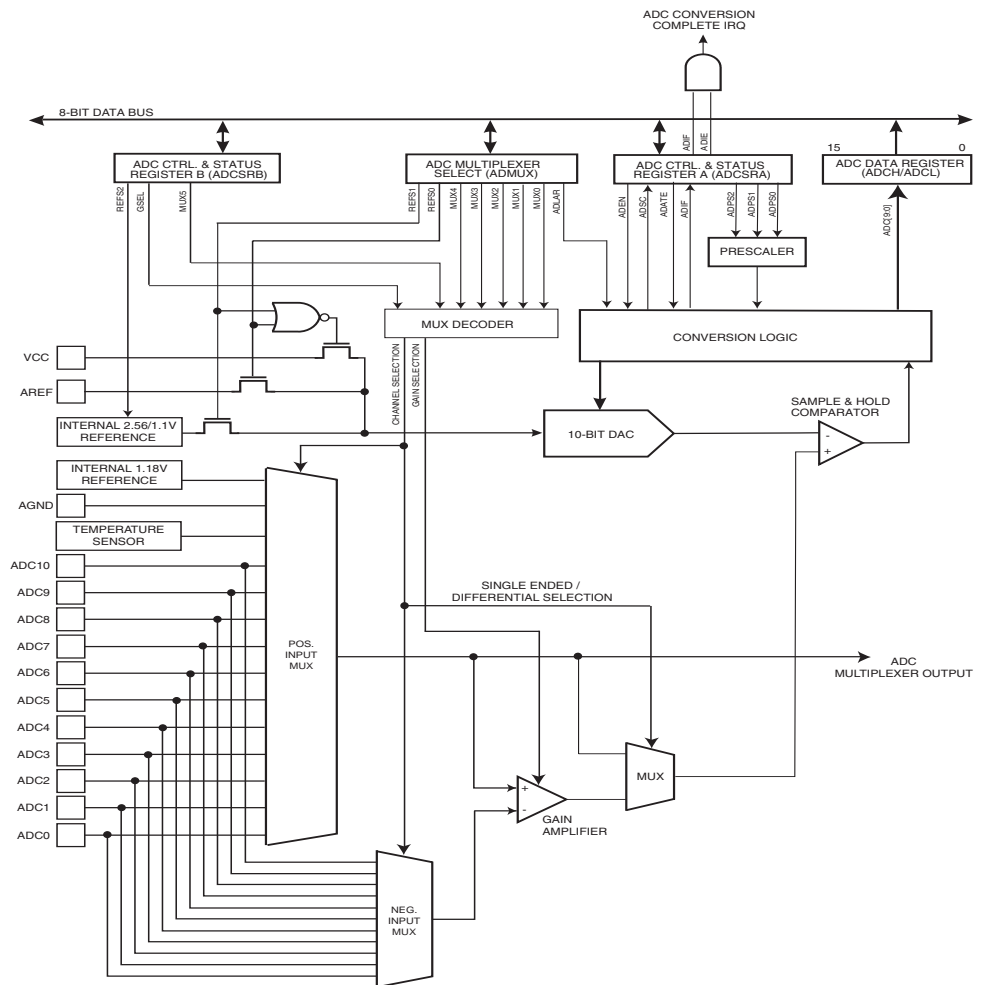 ADC CONVERSION
COMPLETE IRQ
8-BIT DATA BUS
ADIF
ADIE
15
0
ADC CTRL. & STATUS
REGISTER B (ADCSRB)
ADC MULTIPLEXER
SELECT (ADMUX)
ADC CTRL. & STATUS
REGISTER A (ADCSRA)
ADC DATA REGISTER
(ADCH/ADCL)
REFS2
GSEL
MUX5
REFS1
REFS0
MUX4
MUX3
MUX2
MUX1
MUX0
ADLAR
ADEN
ADSC
ADATE
ADIF
ADPS2
ADPS1
ADPS0
ADC[9:0]
PRESCALER
MUX DECODER
CONVERSION LOGIC
VCC
AREF
CHANNEL SELECTION
GAIN SELECTION
INTERNAL 2.56/1.1V
REFERENCE
10-BIT DAC
SAMPLE & HOLD
COMPARATOR
-
+
INTERNAL 1.18V
REFERENCE
AGND
TEMPERATURE
SENSOR
ADC10
ADC9
ADC8
ADC7
ADC6
ADC5
ADC4
ADC3
ADC2
ADC1
ADC0
POS.
INPUT
MUX
SINGLE ENDED /
DIFFERENTIAL SELECTION
ADC
MULTIPLEXER OUTPUT
MUX
+
-
GAIN
AMPLIFIER
NEG.
INPUT
MUX